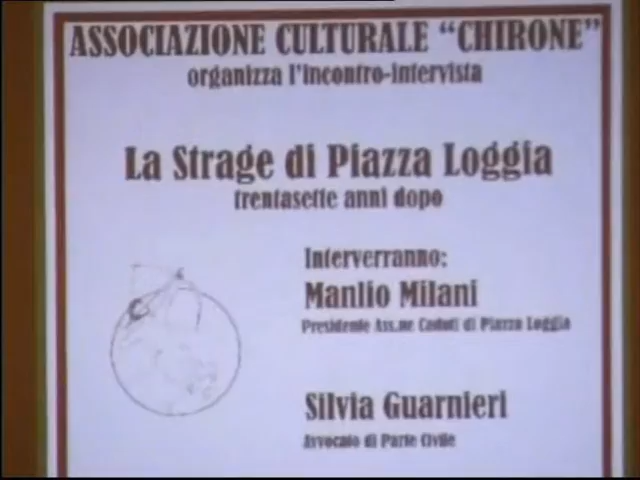 ASSOCIAZIONE CULTURALE “CHIRONE”
organizza l'incontro-intervista
La Strage di Piazza Loggia
trentasette anni dopo
Interverranno:
Manlio Milani
Presidente Ass.ne Caduti di Piazza Loggia
Silvia Guarnieri
Avvocato di Parte Civile